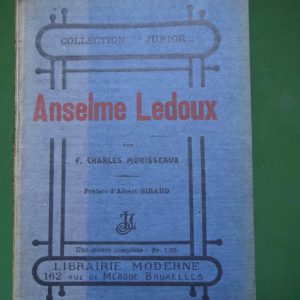 COLLECTION "JUNIOR"
Anselme Ledoux
PAR
F. CHARLES MORISSEAUX
Préface d'Albert GIRAUD
Une œuvre complète - Fr. 1.25
LIBRAIRIE MODERNE
162 RUE DE MÉRODE BRUXELLES